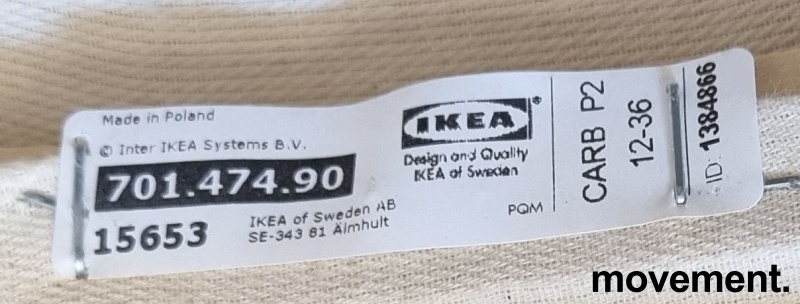 Made in Poland
© Inter IKEA Systems B.V.
701.474.90
15653
IKEA of Sweden AB
SE-343 81 Älmhult
IKEA®
Design and Quality
IKEA of Sweden
PQM
CARB P2
12-36
ID: 1384866
movement.